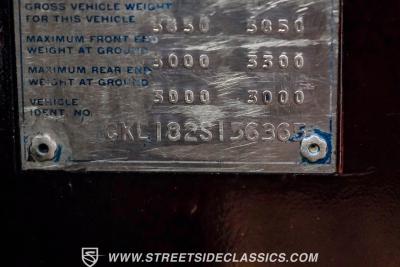 GROSS VEHICLE WEIGHT
FOR THIS VEHICLE 5850 5850
MAXIMUM FRONT END
WEIGHT AT GROUND 3000 3300
MAXIMUM REAR END
WEIGHT AT GROUND 3000 3000
VEHICLE
IDENT. NO. CKL182S156365
WWW.STREETSIDECLASSICS.COM